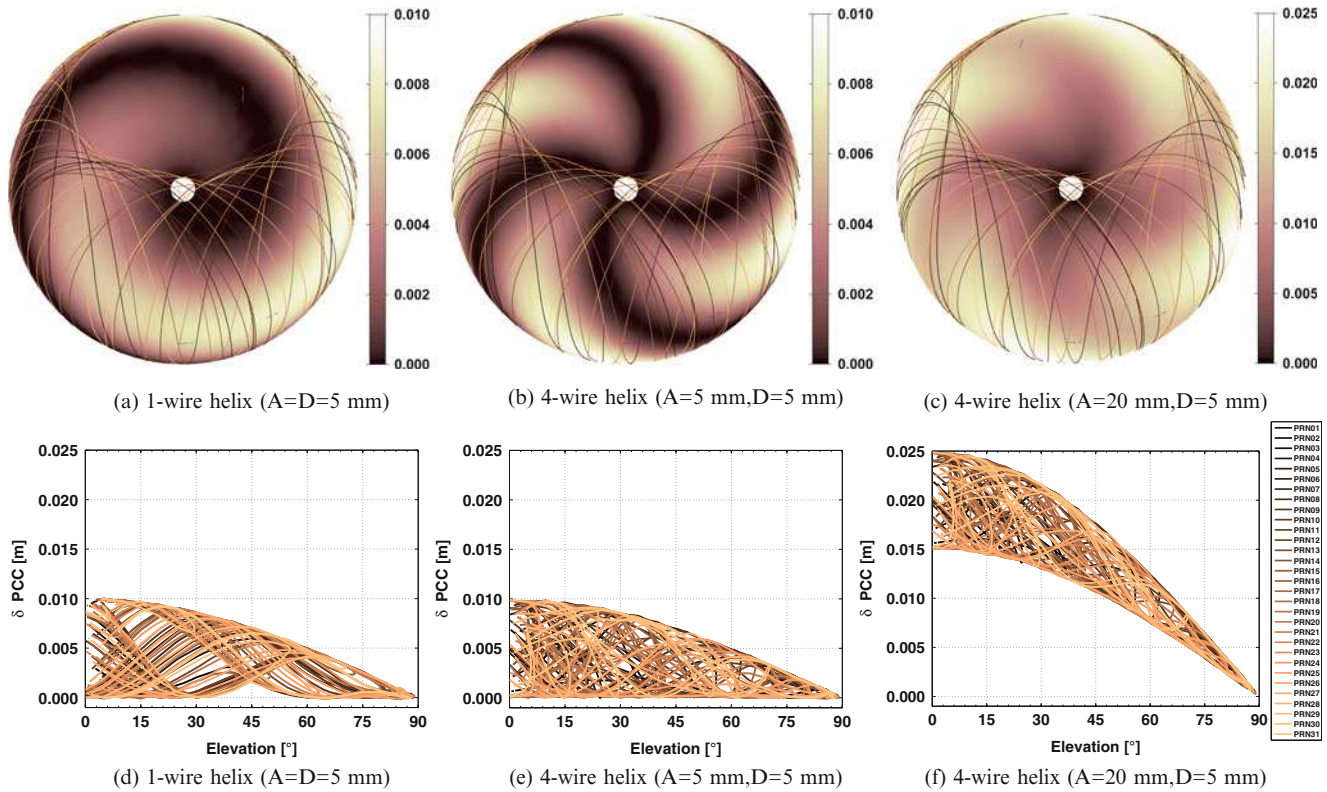 0.010
0.008
0.006
0.004
0.002
0.000
0.010
0.008
0.006
0.004
0.002
0.000
0.025
0.020
0.015
0.010
0.005
0.000
(a) 1-wire helix (A=D=5 mm)
(b) 4-wire helix (A=5 mm,D=5 mm)
(c) 4-wire helix (A=20 mm,D=5 mm)
δ PCC [m]
0.025
0.020
0.015
0.010
0.005
0.000
0 15 30 45 60 75 90
Elevation [°]
(d) 1-wire helix (A=D=5 mm)
δ PCC [m]
0.025
0.020
0.015
0.010
0.005
0.000
0 15 30 45 60 75 90
Elevation [°]
(e) 4-wire helix (A=5 mm,D=5 mm)
δ PCC [m]
0.025
0.020
0.015
0.010
0.005
0.000
0 15 30 45 60 75 90
Elevation [°]
(f) 4-wire helix (A=20 mm,D=5 mm)
PRN01
PRN02
PRN03
PRN04
PRN05
PRN06
PRN07
PRN08
PRN09
PRN10
PRN11
PRN12
PRN13
PRN14
PRN15
PRN16
PRN17
PRN18
PRN19
PRN20
PRN21
PRN22
PRN23
PRN24
PRN25
PRN26
PRN27
PRN28
PRN29
PRN30
PRN31